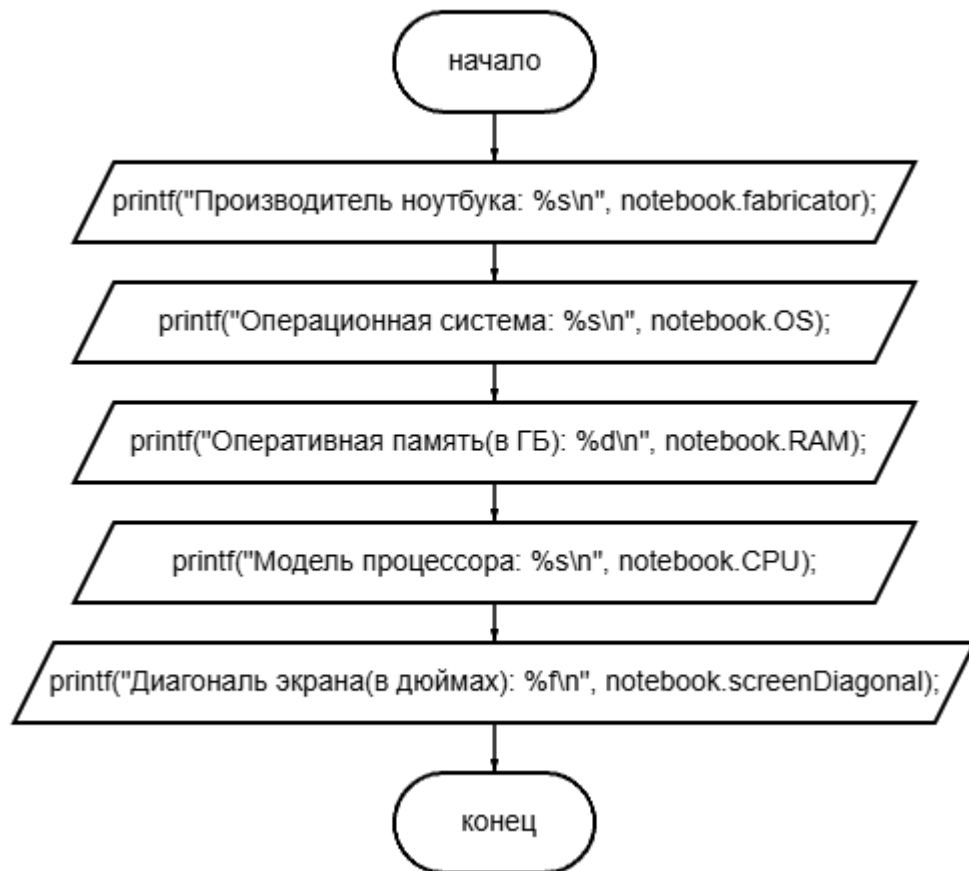 начало
printf("Производитель ноутбука: %s\n", notebook.fabricator);
printf("Операционная система: %s\n", notebook.OS);
printf("Оперативная память(в ГБ): %d\n", notebook.RAM);
printf("Модель процессора: %s\n", notebook.CPU);
printf("Диагональ экрана(в дюймах): %f\n", notebook.screenDiagonal);
конец